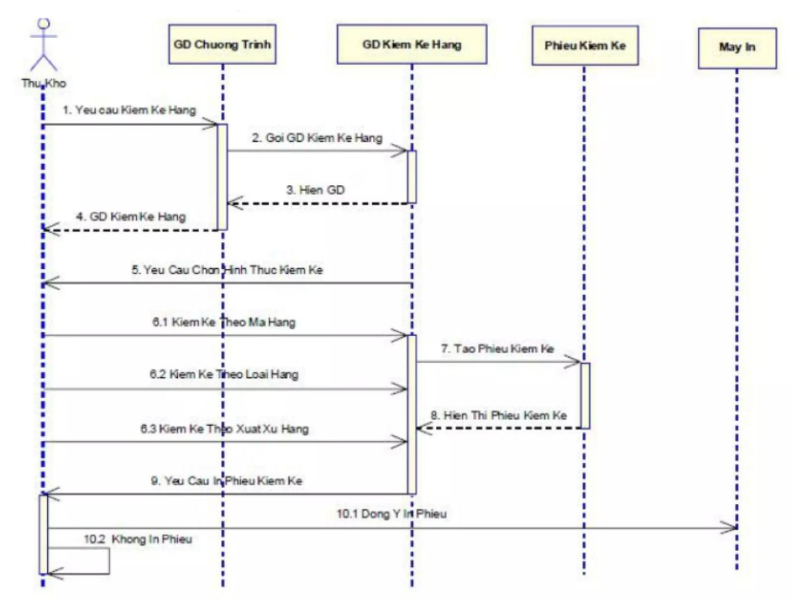 GD Chuong Trinh
GD Kiem Ke Hang
Phieu Kiem Ke
May In
Thu Kho
1. Yeu cau Kiem Ke Hang
2. Goi GD Kiem Ke Hang
3. Hien GD
4. GD Kiem Ke Hang
5. Yeu Cau Chon Hinh Thuc Kiem Ke
6.1 Kiem Ke Theo Ma Hang
7. Tao Phieu Kiem Ke
6.2 Kiem Ke Theo Loai Hang
8. Hien Thi Phieu Kiem Ke
6.3 Kiem Ke Theo Xuat Xu Hang
9. Yeu Cau In Phieu Kiem Ke
10.1 Dong Y In Phieu
10.2 Khong In Phieu